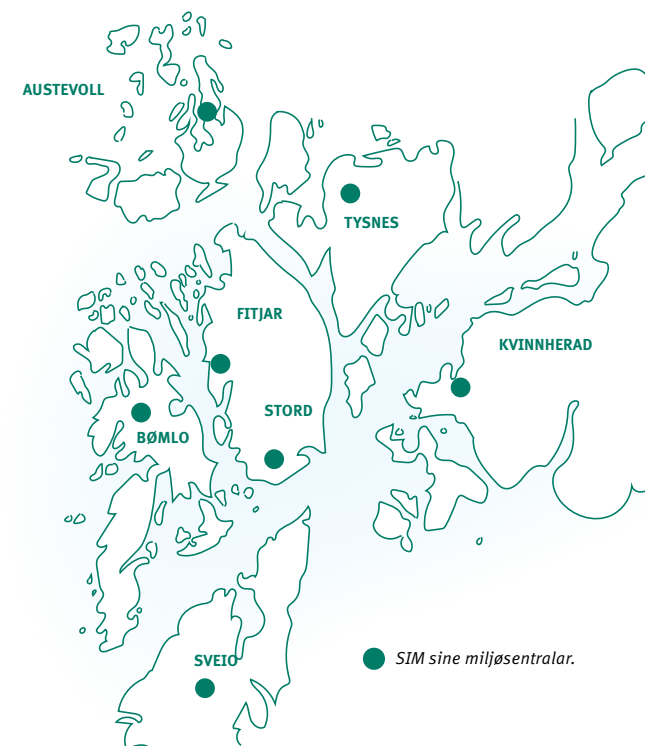 AUSTEVOLL
TYSNES
FITJAR
KVINNHERAD
STORD
BØMLO
SVEIO
SIM sine miljøsentralar.